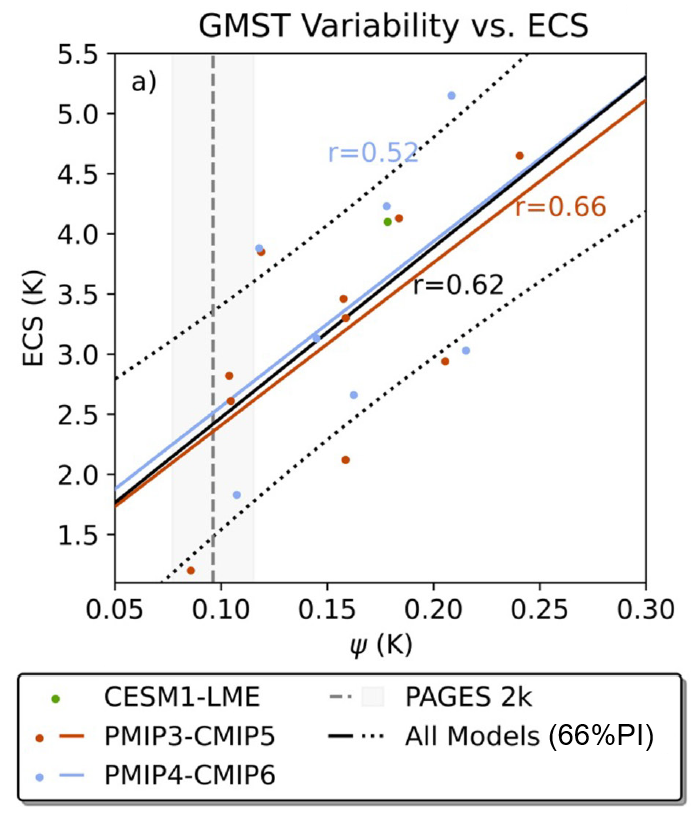 GMST Variability vs. ECS
a)
5.5
5.0
4.5
4.0
3.5
3.0
2.5
2.0
1.5
ECS (K)
r=0.52
r=0.66
r=0.62
0.05 0.10 0.15 0.20 0.25 0.30
ψ (K)
CESM1-LME
PMIP3-CMIP5
PMIP4-CMIP6
PAGES 2k
All Models (66%PI)